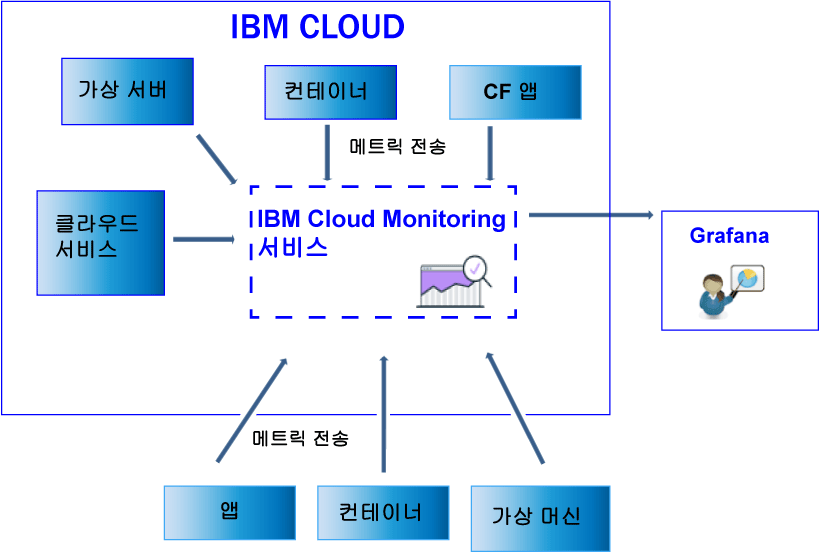 IBM CLOUD
가상 서버
컨테이너
CF 앱
메트릭 전송
클라우드
서비스
IBM Cloud Monitoring
서비스
Grafana
메트릭 전송
앱
컨테이너
가상 머신